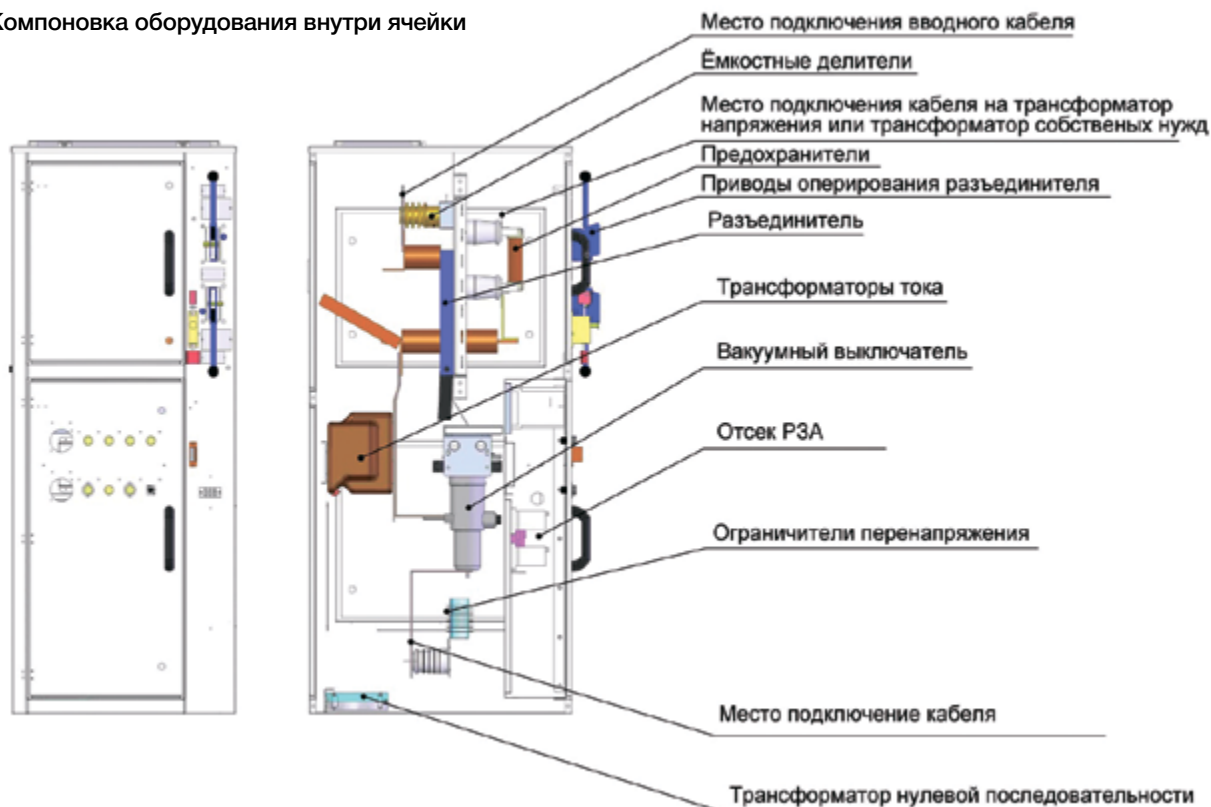 Компоновка оборудования внутри ячейки
Место подключения вводного кабеля
Ёмкостные делители
Место подключения кабеля на трансформатор
напряжения или трансформатор собственых нужд
Предохранители
Приводы оперирования разъединителя
Разъединитель
Трансформаторы тока
Вакуумный выключатель
Отсек РЗА
Ограничители перенапряжения
Место подключение кабеля
Трансформатор нулевой последовательности